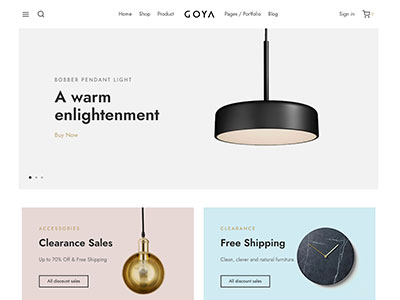 Home Shop Product GOYA Pages / Portfolio Blog Sign in
BOBBER PENDANT LIGHT
A warm
enlightenment
Buy Now
ACCESSORIES
Clearance Sales
Up to 70% Off & Free Shipping
All discount sales
CLEARANCE
Free Shipping
Clean, clever and natural furniture.
All discount sales